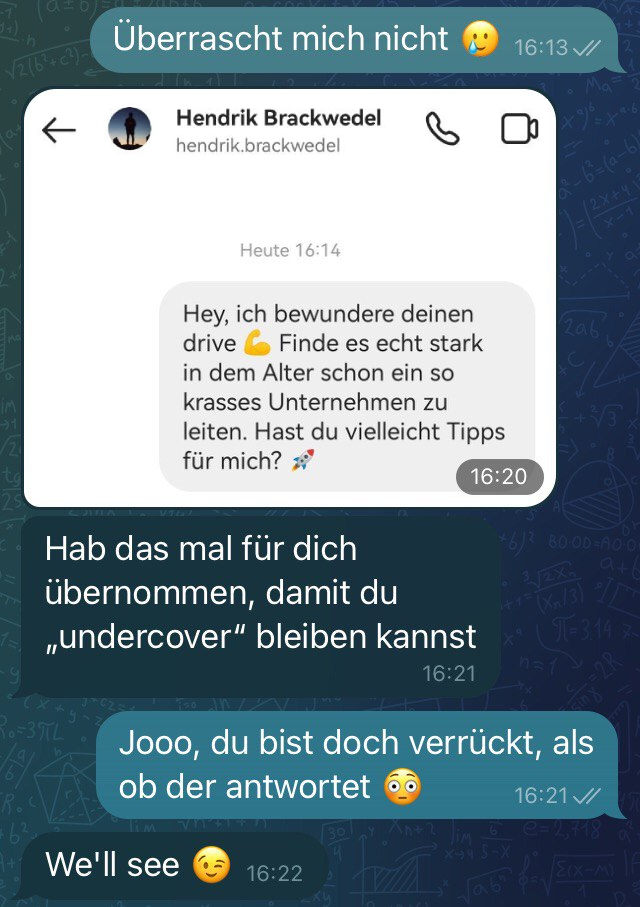 Überrascht mich nicht 🥲 16:13
Hendrik Brackwedel
hendrik.brackwedel
Heute 16:14
Hey, ich bewundere deinen
drive 💪 Finde es echt stark
in dem Alter schon ein so
krasses Unternehmen zu
leiten. Hast du vielleicht Tipps
für mich? 🚀
16:20
Hab das mal für dich
übernommen, damit du
„undercover“ bleiben kannst
16:21
Jooo, du bist doch verrückt, als
ob der antwortet 😳 16:21
We'll see 😉 16:22